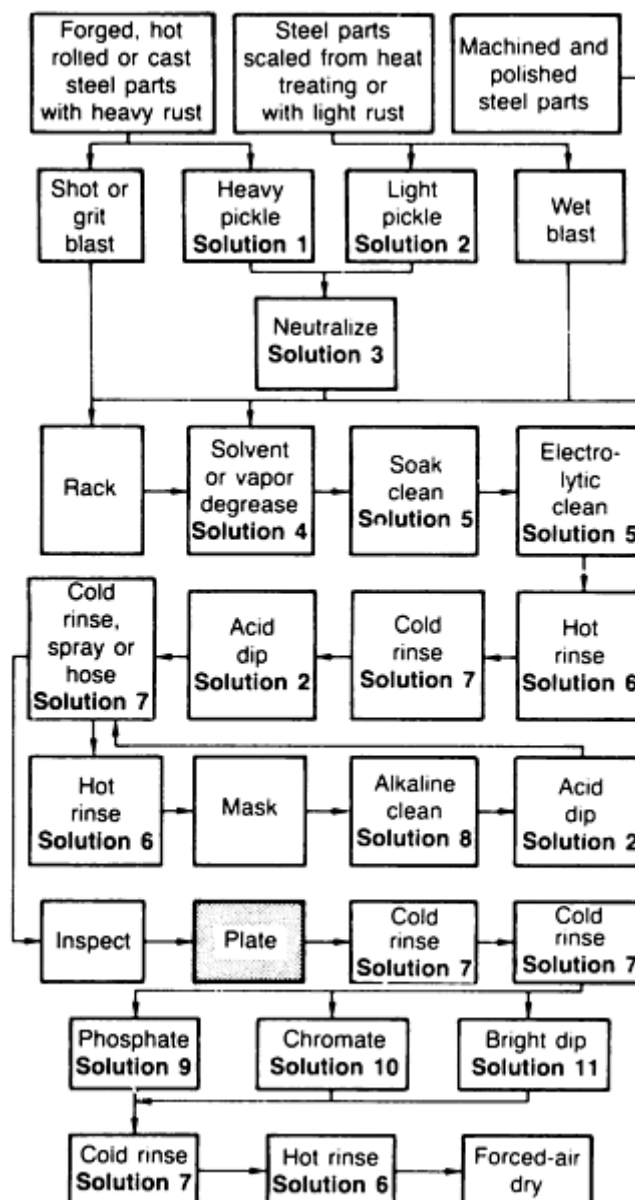 Forged, hot
rolled or cast
steel parts
with heavy rust
Steel parts
scaled from heat
treating or
with light rust
Machined and
polished
steel parts
Shot or
grit
blast
Heavy
pickle
Solution 1
Light
pickle
Solution 2
Wet
blast
Neutralize
Solution 3
Rack
Solvent
or vapor
degrease
Solution 4
Soak
clean
Solution 5
Electro-
lytic
clean
Solution 5
Cold
rinse,
spray or
hose
Solution 7
Acid
dip
Solution 2
Cold
rinse
Solution 7
Hot
rinse
Solution 6
Hot
rinse
Solution 6
Mask
Alkaline
clean
Solution 8
Acid
dip
Solution 2
Inspect
Plate
Cold
rinse
Solution 7
Cold
rinse
Solution 7
Phosphate
Solution 9
Chromate
Solution 10
Bright dip
Solution 11
Cold rinse
Solution 7
Hot rinse
Solution 6
Forced-air
dry